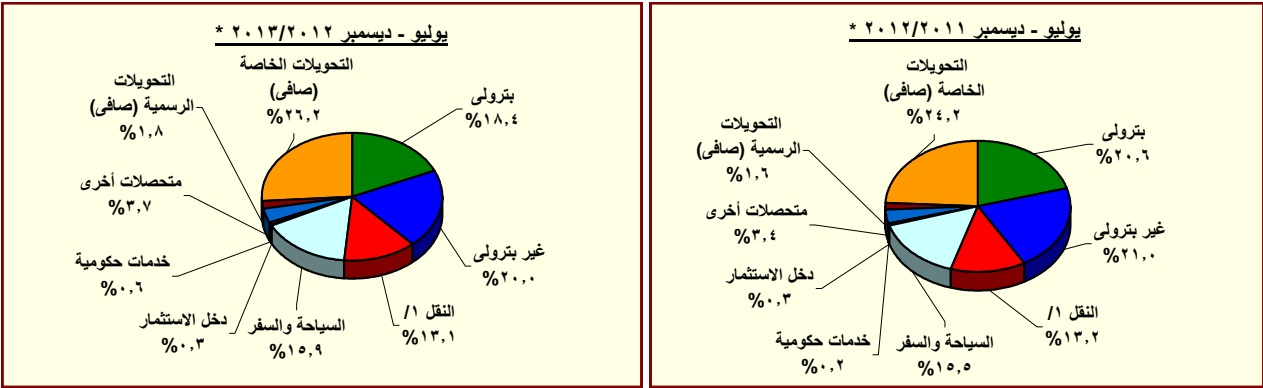 يوليو - ديسمبر ٢٠١٢/٢٠١١ *
التحويلات
الخاصة (صافى)
%٢٤,٢
بترولى
%٢٠,٦
غير بترولى
%٢١,٠
النقل ١/
%١٣,٢
السياحة والسفر
%١٥,٥
خدمات حكومية
%٠,٢
دخل الاستثمار
%٠,٣
متحصلات أخرى
%٣,٤
التحويلات
الرسمية (صافى)
%١,٦
يوليو - ديسمبر ٢٠١٣/٢٠١٢ *
التحويلات الخاصة
(صافى)
%٢٦,٢
بترولى
%١٨,٤
غير بترولى
%٢٠,٠
النقل ١/
%١٣,١
السياحة والسفر
%١٥,٩
دخل الاستثمار
%٠,٣
خدمات حكومية
%٠,٦
متحصلات أخرى
%٣,٧
التحويلات
الرسمية (صافى)
%١,٨